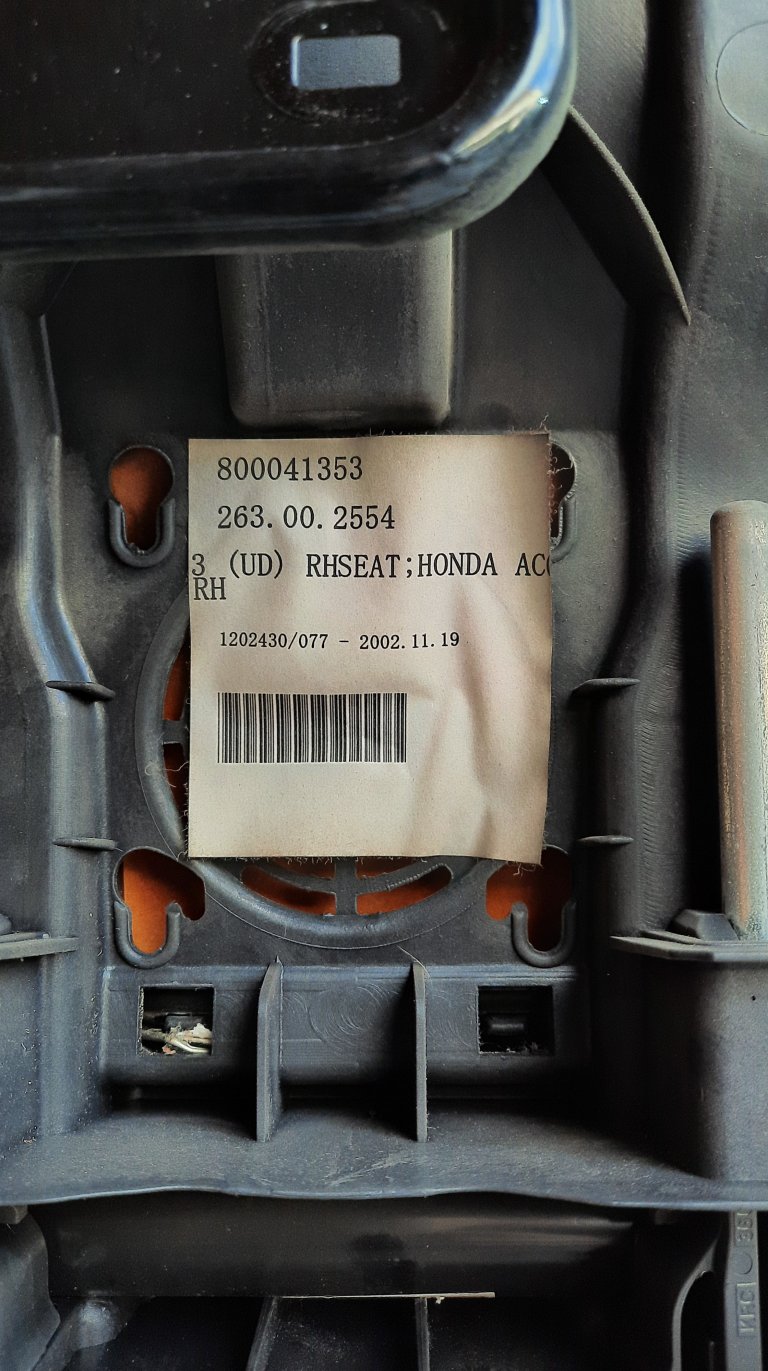 800041353
263.00.2554
3 (UD) RHSEAT;HONDA AC
RH
1202430/077 - 2002.11.19